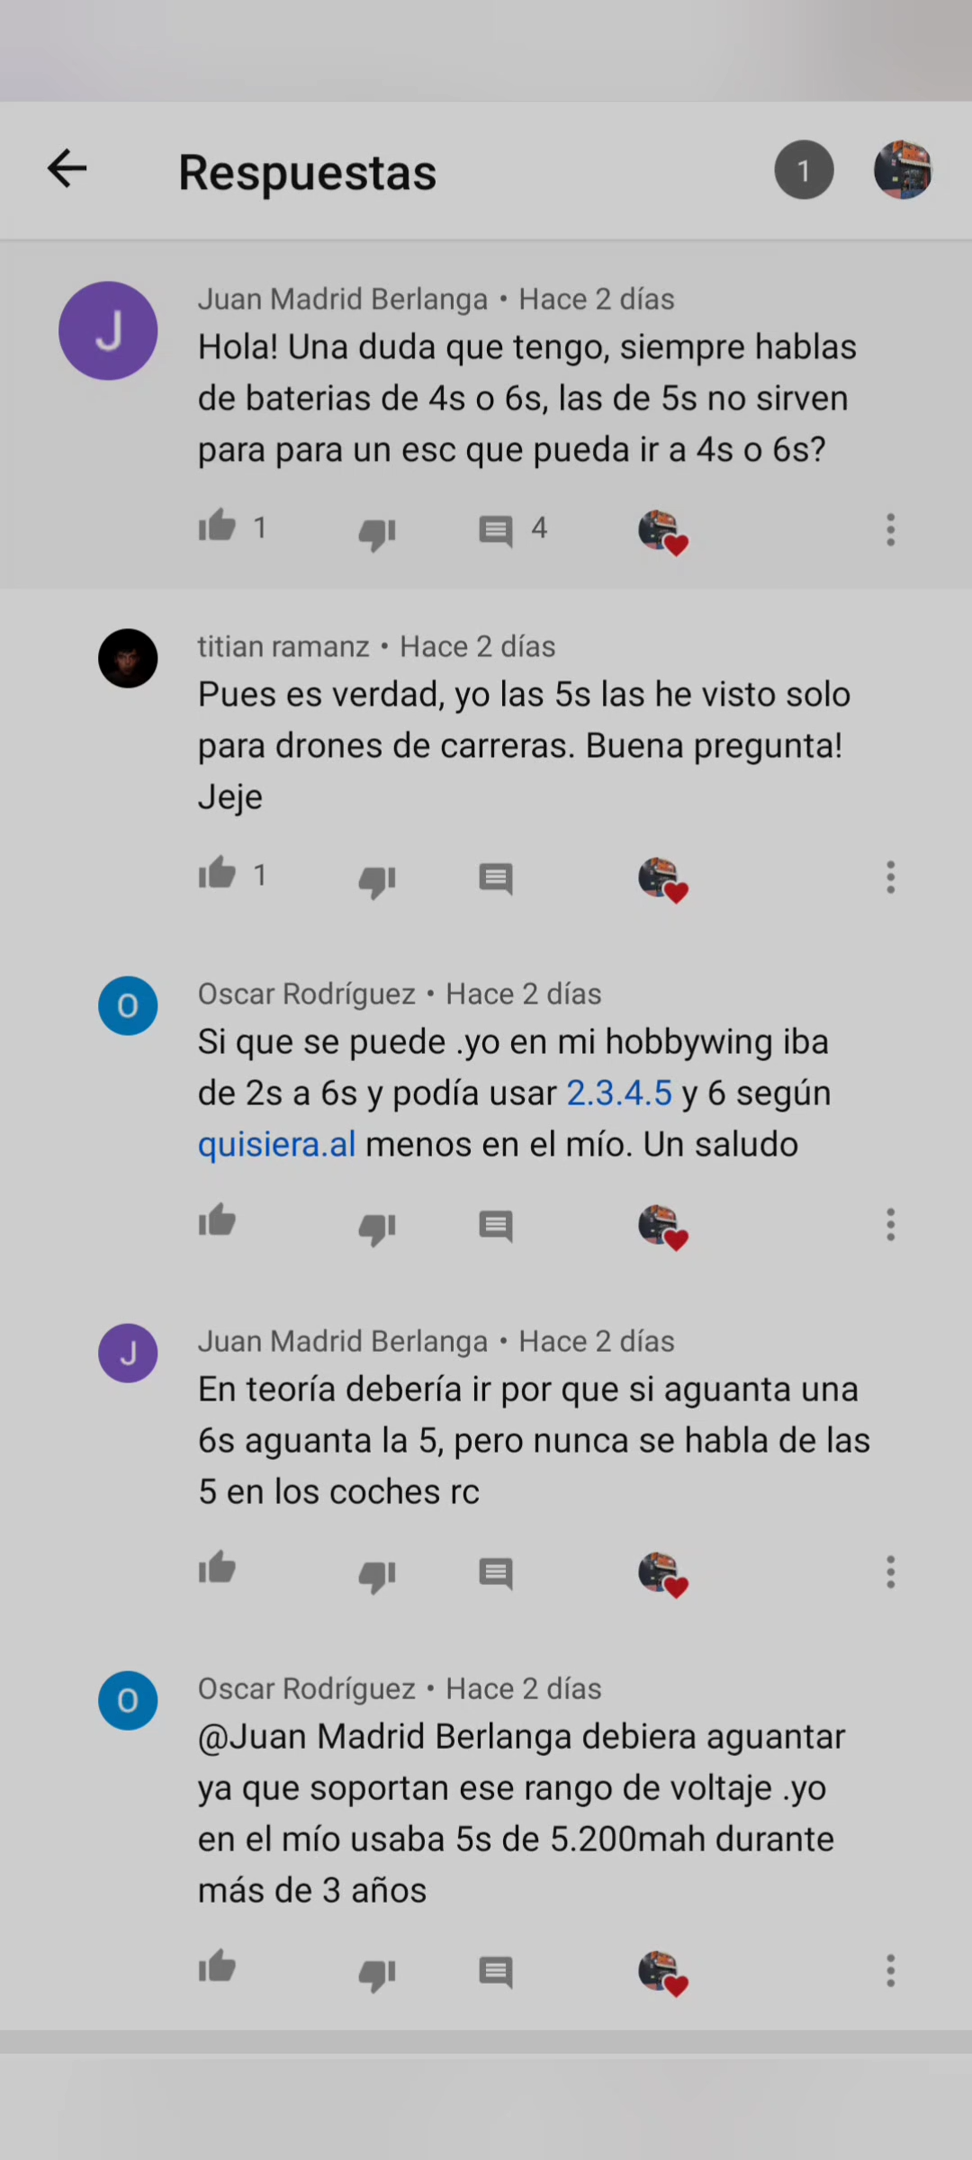 Respuestas
1
J
Juan Madrid Berlanga • Hace 2 días
Hola! Una duda que tengo, siempre hablas
de baterias de 4s o 6s, las de 5s no sirven
para para un esc que pueda ir a 4s o 6s?
1
4
titian ramanz • Hace 2 días
Pues es verdad, yo las 5s las he visto solo
para drones de carreras. Buena pregunta!
Jeje
1
O
Oscar Rodríguez • Hace 2 días
Si que se puede .yo en mi hobbywing iba
de 2s a 6s y podía usar 2.3.4.5 y 6 según
quisiera.al menos en el mío. Un saludo
J
Juan Madrid Berlanga • Hace 2 días
En teoría debería ir por que si aguanta una
6s aguanta la 5, pero nunca se habla de las
5 en los coches rc
O
Oscar Rodríguez • Hace 2 días
@Juan Madrid Berlanga debiera aguantar
ya que soportan ese rango de voltaje .yo
en el mío usaba 5s de 5.200mah durante
más de 3 años